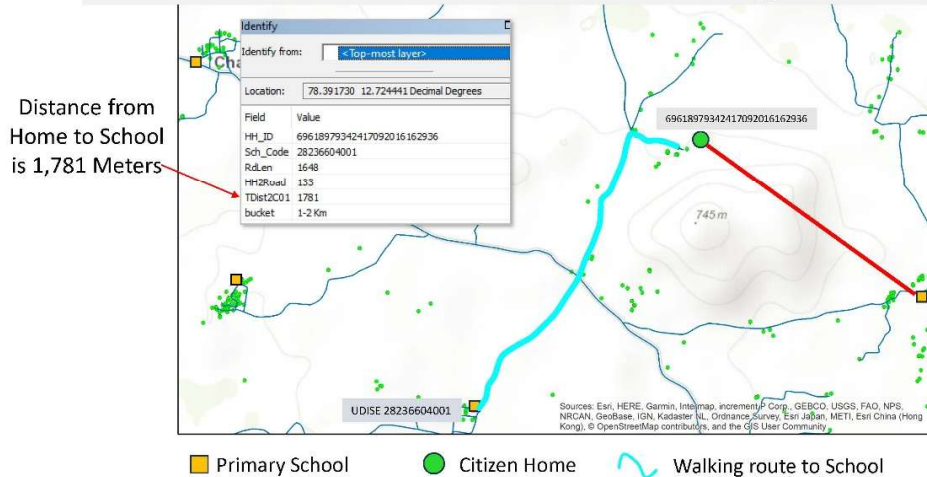 Identify
Identify from:
<Top-most layer>
Location:
78.391730 12.724441 Decimal Degrees
Field Value
HH_ID 69618979342417092016162936
Sch_Code 28236604001
RdLen 1648
HH2Road 133
TDist2C01 1781
bucket 1-2 Km
Cha
Distance from
Home to School
is 1,781 Meters
69618979342417092016162936
745 m
UDISE 28236604001
Sources: Esri, HERE, Garmin, Intermap, increment P Corp., GEBCO, USGS, FAO, NPS,
NRCAN, GeoBase, IGN, Kadaster NL, Ordnance Survey, Esri Japan, METI, Esri China (Hong
Kong), © OpenStreetMap contributors, and the GIS User Community
Primary School
Citizen Home
Walking route to School